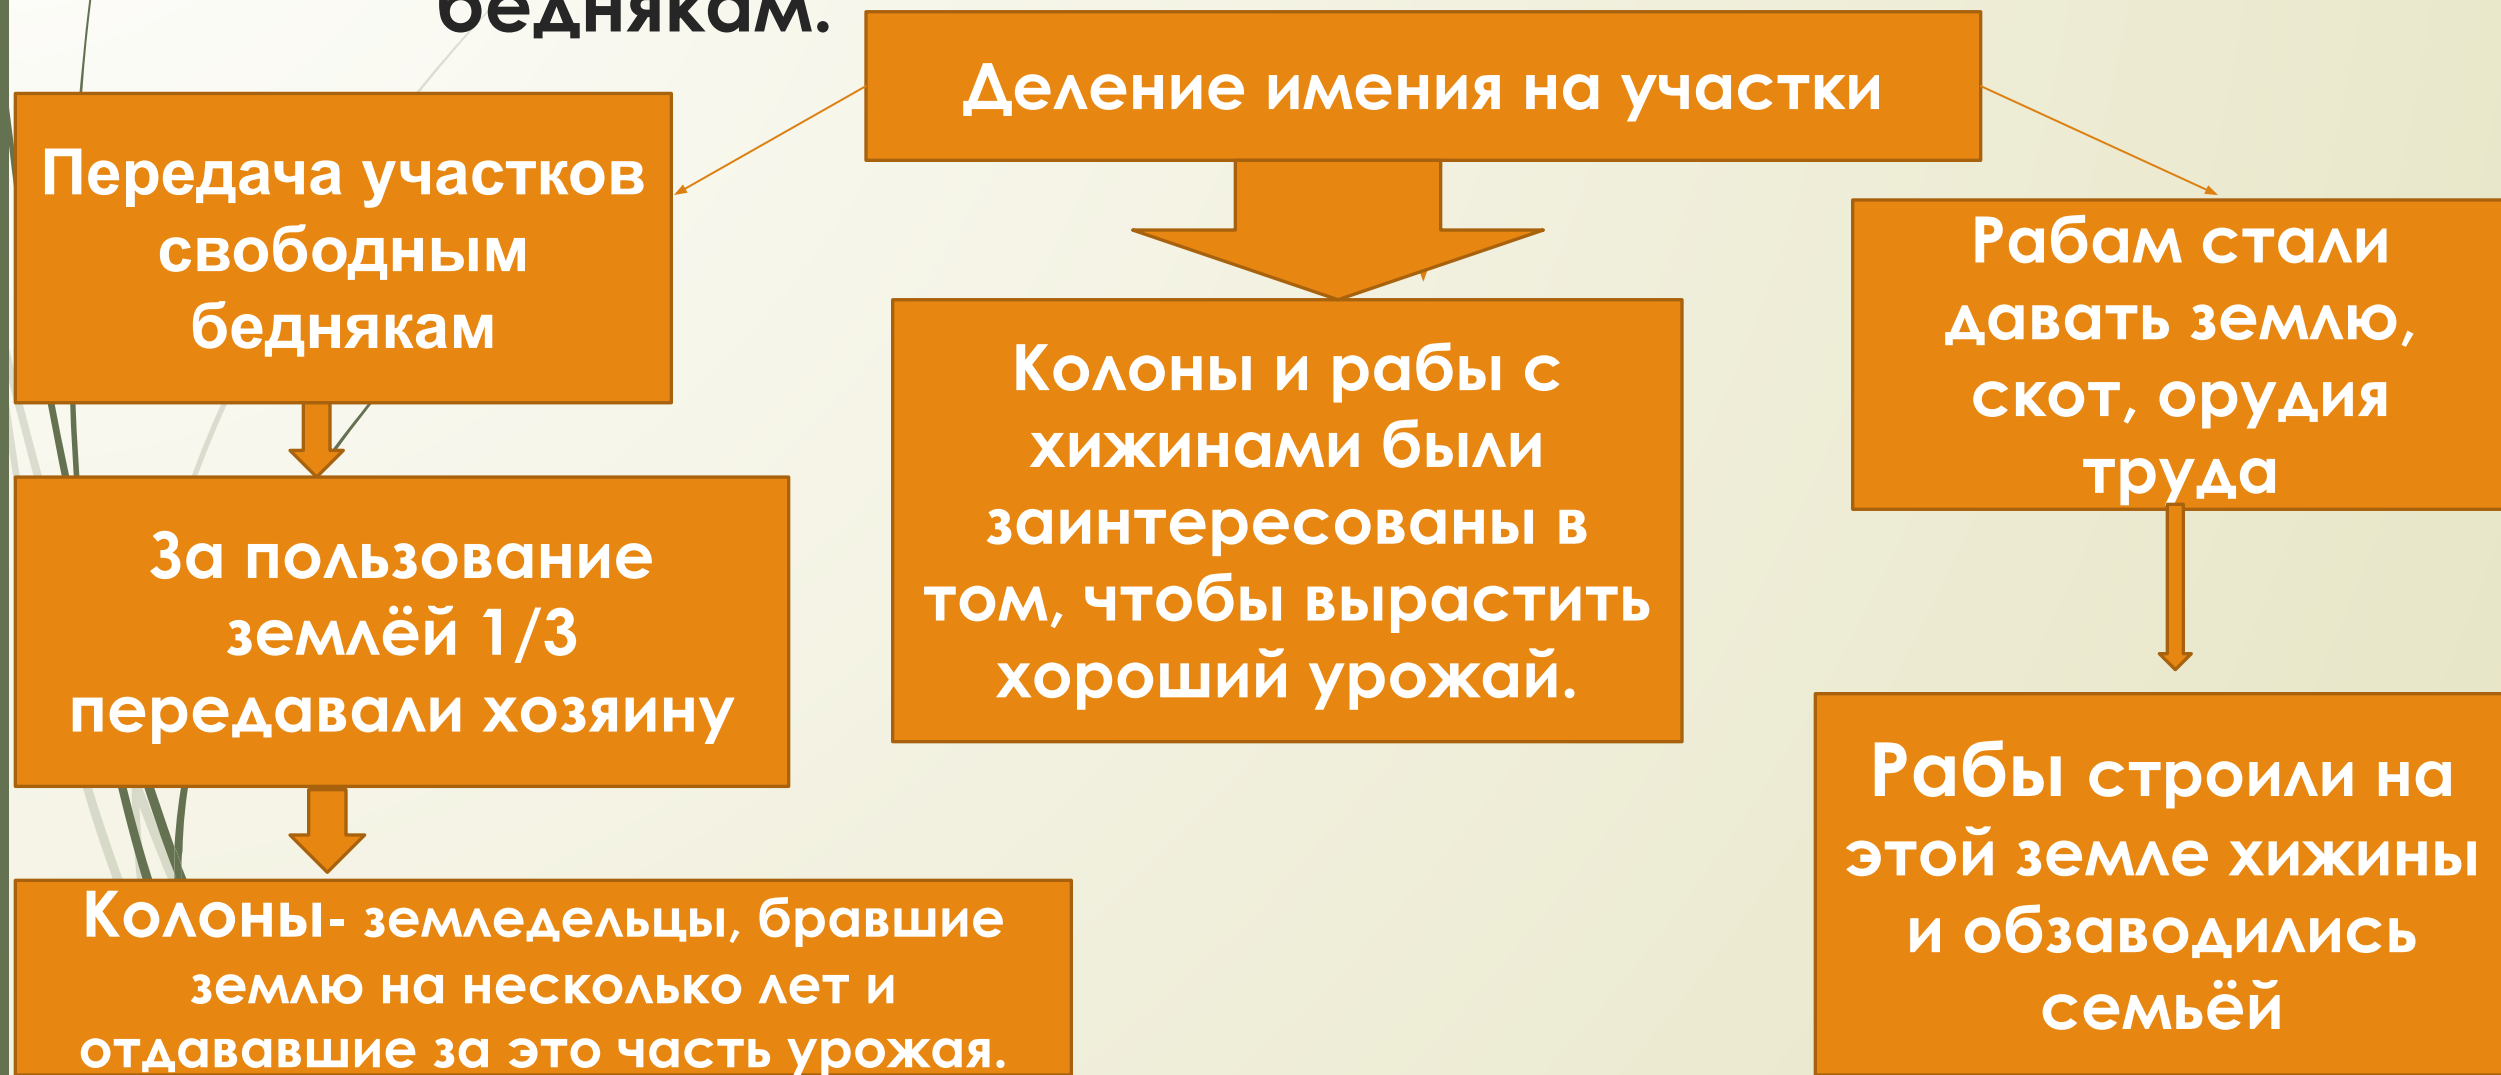 беднякам.
Деление имения на участки
Передача участков
свободным
беднякам
За пользование
землёй 1/3
передавали хозяину
Колоны- земледельцы, бравшие
землю на несколько лет и
отдававшие за это часть урожая.
Колоны и рабы с
хижинами были
заинтересованы в
том, чтобы вырастить
хороший урожай.
Рабам стали
давать землю,
скот, орудия
труда
Рабы строили на
этой земле хижины
и обзаводились
семьёй